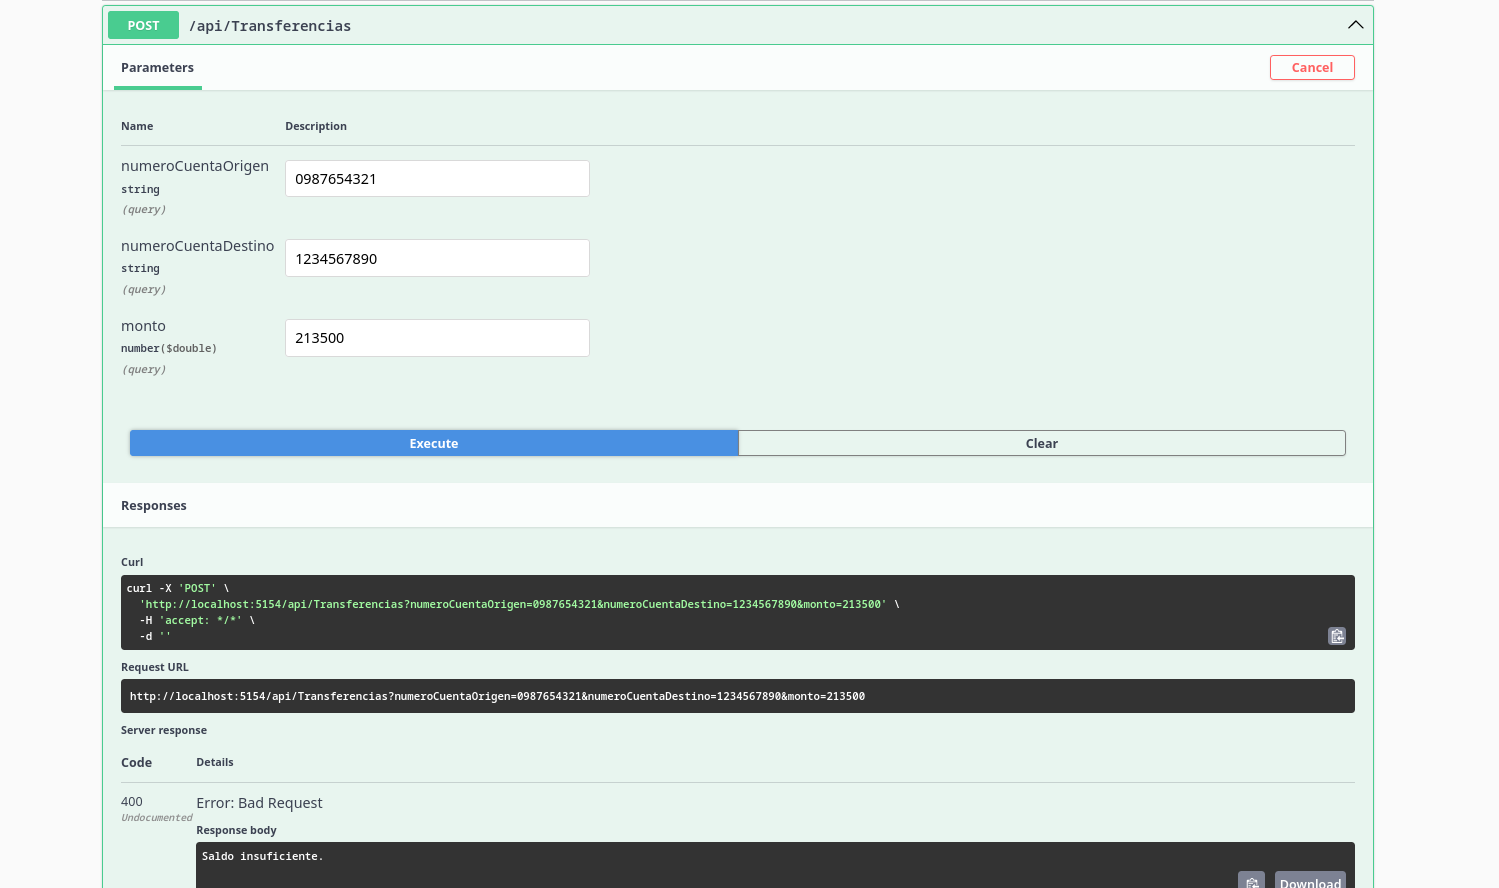 POST /api/Transferencias
Parameters
Cancel
Name Description
numeroCuentaOrigen
string
(query)
0987654321
numeroCuentaDestino
string
(query)
1234567890
monto
number($double)
(query)
213500
Execute Clear
Responses
Curl
curl -X 'POST' \
'http://localhost:5154/api/Transferencias?numeroCuentaOrigen=0987654321&numeroCuentaDestino=1234567890&monto=213500' \
-H 'accept: */*' \
-d ''
Request URL
http://localhost:5154/api/Transferencias?numeroCuentaOrigen=0987654321&numeroCuentaDestino=1234567890&monto=213500
Server response
Code Details
400
Undocumented
Error: Bad Request
Response body
Saldo insuficiente.
Download